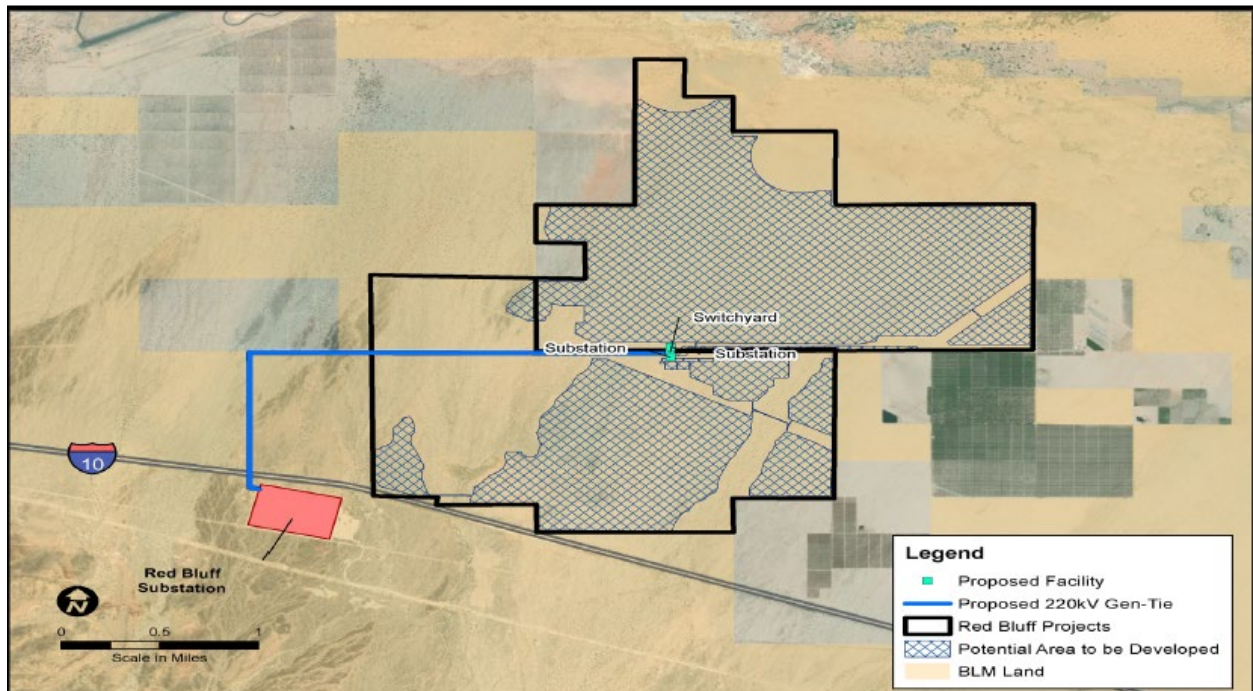 Switchyard
Substation
Substation
10
Red Bluff
Substation
N
0 0.5 1
Scale in Miles
Legend
Proposed Facility
Proposed 220kV Gen-Tie
Red Bluff Projects
Potential Area to be Developed
BLM Land